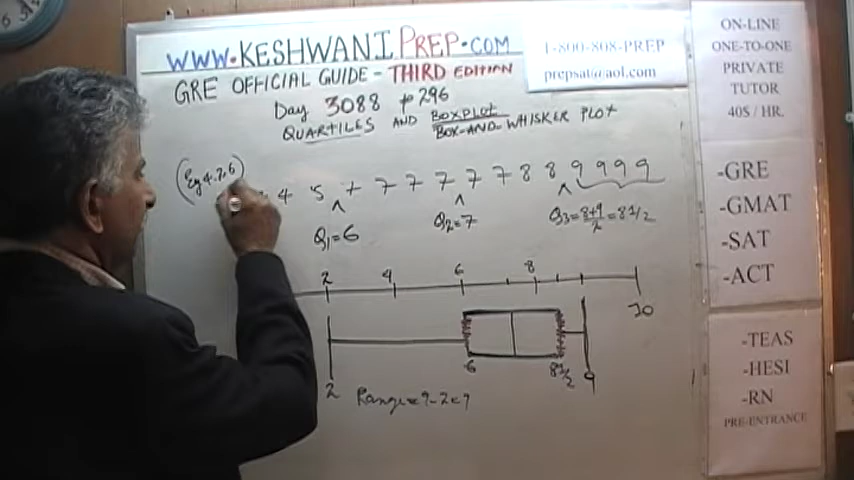 WWW.KESHWANIPREP.COM
1-800-808-PREP
prepsat@aol.com
GRE OFFICIAL GUIDE - THIRD EDITION
Day 3088 p296
QUARTILES AND BOXPLOT
BOX-AND-WHISKER PLOT
(Eg 4.2.6)
4 5 7 7 7 7 7 7 8 8 9 9 9 9
Q1=6 Q2=7 Q3=8+9/2=81/2
2 4 6 8 10
6 81/2
2 9
Range=9-2=7
ON-LINE
ONE-TO-ONE
PRIVATE
TUTOR
40$ / HR.
-GRE
-GMAT
-SAT
-ACT
-TEAS
-HESI
-RN
PRE-ENTRANCE